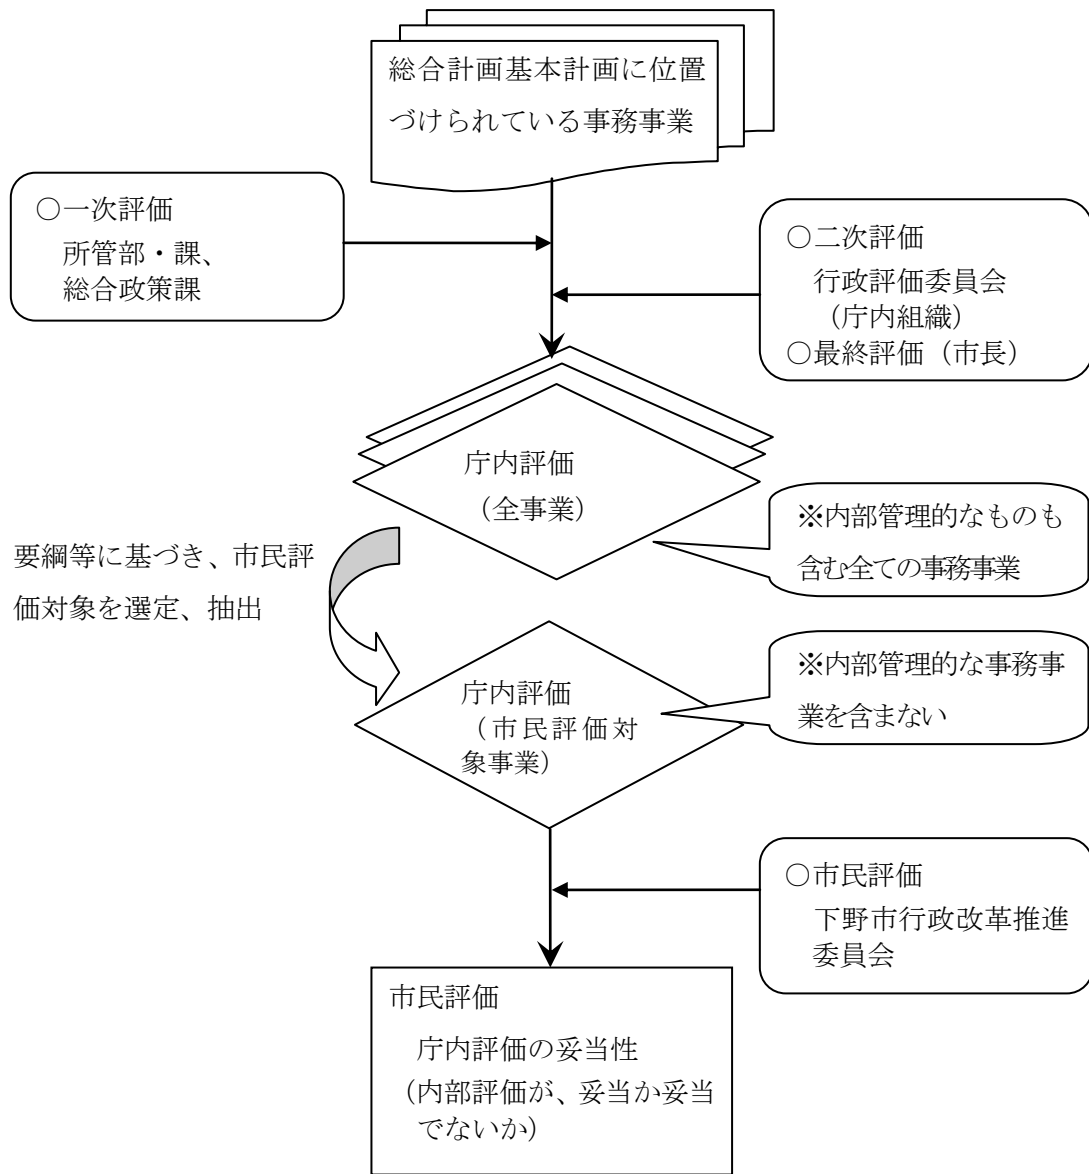 総合計画基本計画に位置
づけられている事務事業
○一次評価
所管部・課、
総合政策課
○二次評価
行政評価委員会
（庁内組織）
○最終評価（市長）
庁内評価
（全事業）
※内部管理的なものも
含む全ての事務事業
要綱等に基づき、市民評
価対象を選定、抽出
庁内評価
（市民評価対
象事業）
※内部管理的な事務事
業を含まない
○市民評価
下野市行政改革推進
委員会
市民評価
庁内評価の妥当性
（内部評価が、妥当か妥当
でないか）